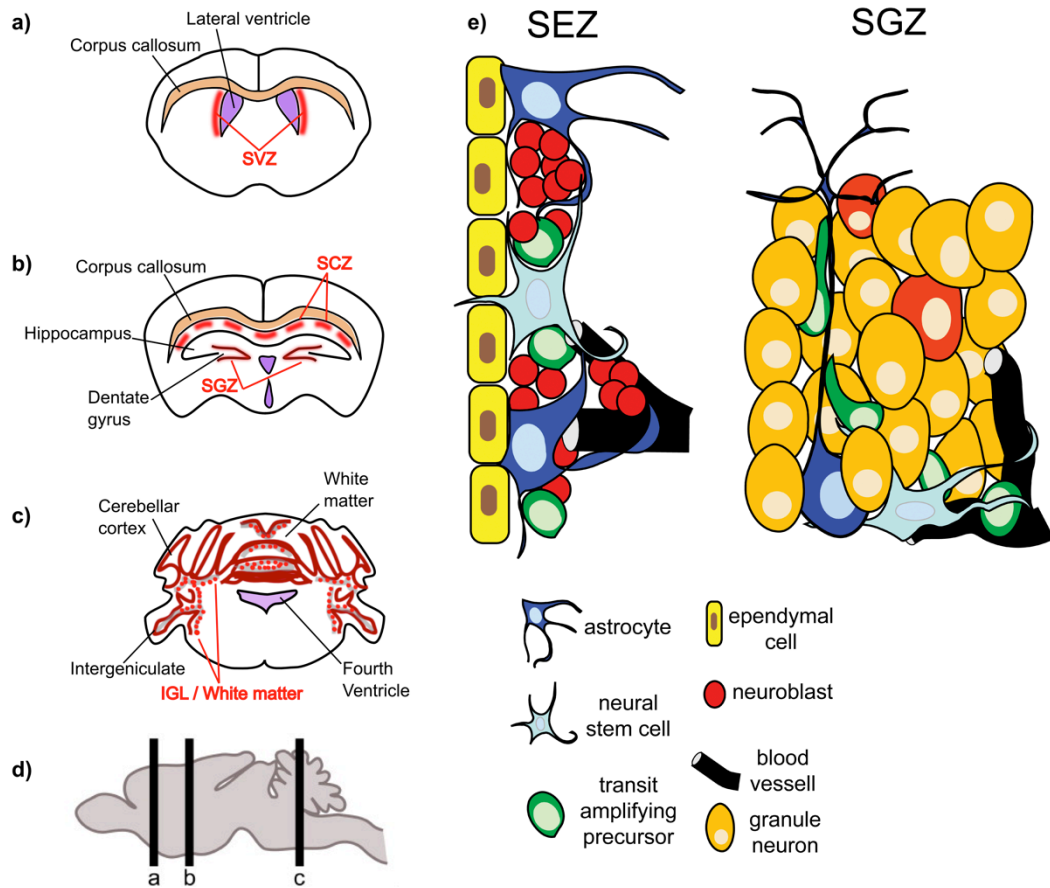 a)
Lateral ventricle
Corpus callosum
SVZ
b)
Corpus callosum
SCZ
Hippocampus
SGZ
Dentate
gyrus
c)
White
matter
Cerebellar
cortex
Intergeniculate
Fourth
Ventricle
IGL / White matter
d)
a b c
e)
SEZ
SGZ
astrocyte
ependymal
cell
neural
stem cell
neuroblast
transit
amplifying
precursor
blood
vessell
granule
neuron